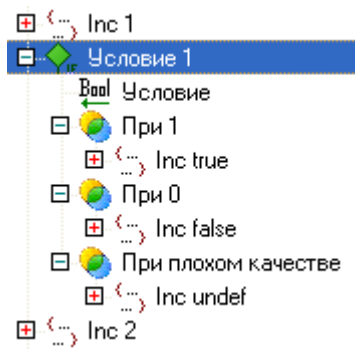 Inc 1
Условие 1
Bool Условие
При 1
Inc true
При 0
Inc false
При плохом качестве
Inc undef
Inc 2